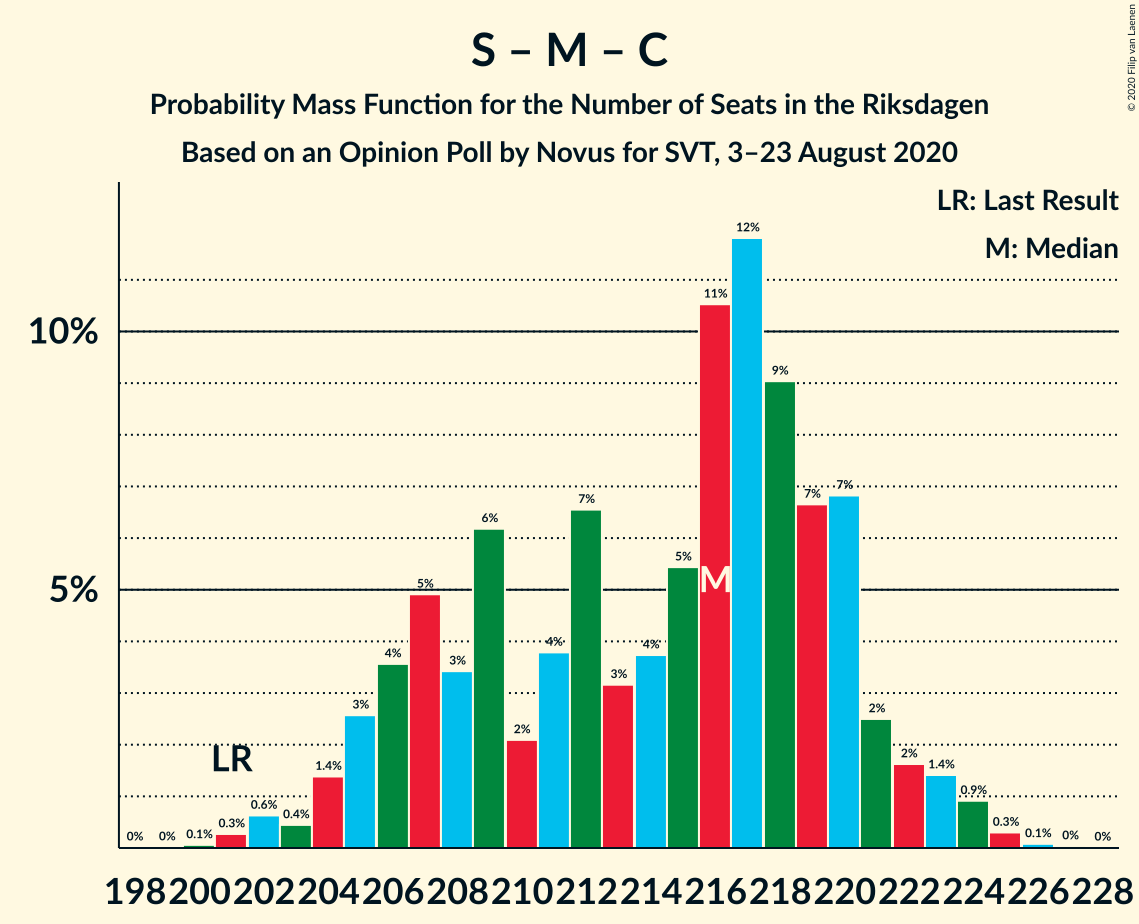 S – M – C
Probability Mass Function for the Number of Seats in the Riksdagen
Based on an Opinion Poll by Novus for SVT, 3–23 August 2020
© 2020 Filip van Laenen
LR: Last Result
M: Median
10%
5%
0% 0% 0.1% 0.3% 0.6% 0.4% 1.4% 3% 4% 5% 3% 6% 2% 4% 7% 3% 4% 5% 11% 12% 9% 7% 7% 2% 2% 1.4% 0.9% 0.3% 0.1% 0% 0%
LR
M
198 200 202 204 206 208 210 212 214 216 218 220 222 224 226 228